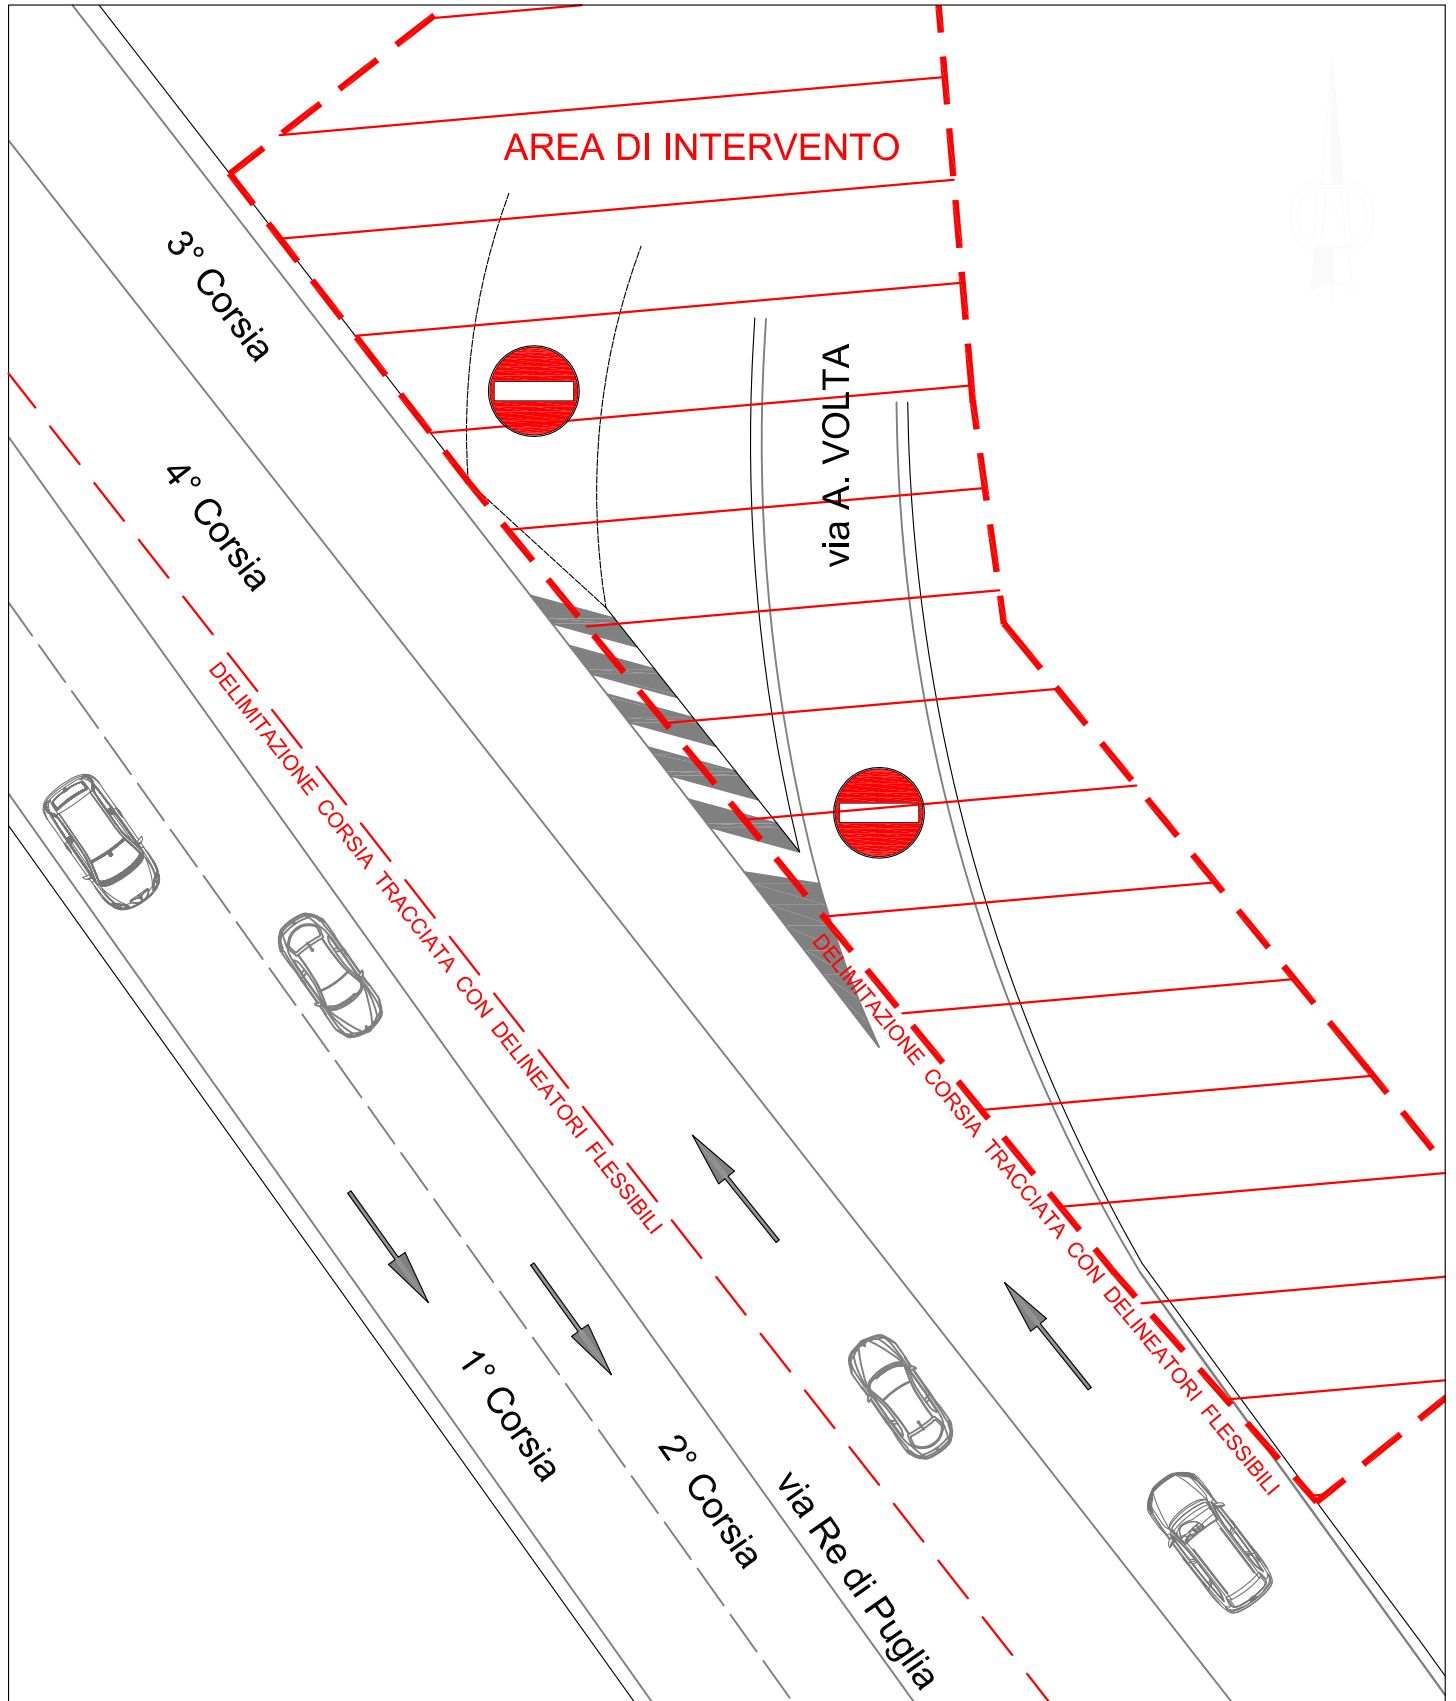 AREA DI INTERVENTO
3° Corsia
via A. VOLTA
4° Corsia
DELIMITAZIONE CORSIA TRACCIATA CON DELINEATORI FLESSIBILI
DELIMITAZIONE CORSIA TRACCIATA CON DELINEATORI FLESSIBILI
1° Corsia
2° Corsia
via Re di Puglia